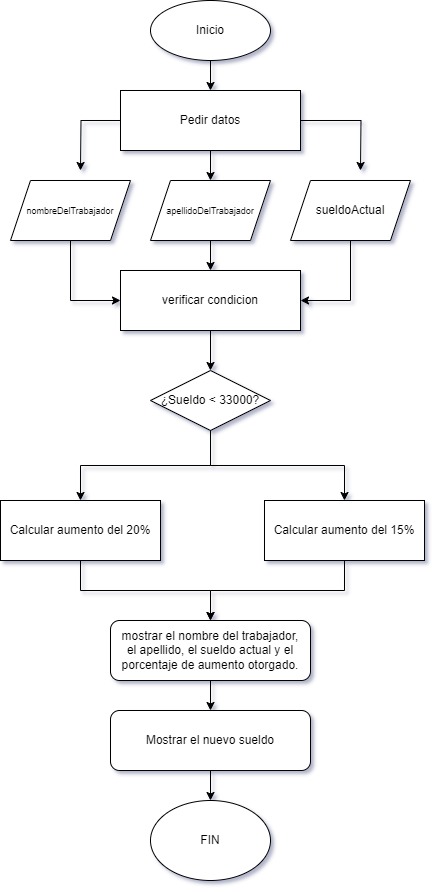 Inicio
Pedir datos
nombreDelTrabajador
apellidoDelTrabajador
sueldoActual
verificar condicion
¿Sueldo < 33000?
Calcular aumento del 20%
Calcular aumento del 15%
mostrar el nombre del trabajador,
el apellido, el sueldo actual y el
porcentaje de aumento otorgado.
Mostrar el nuevo sueldo
FIN